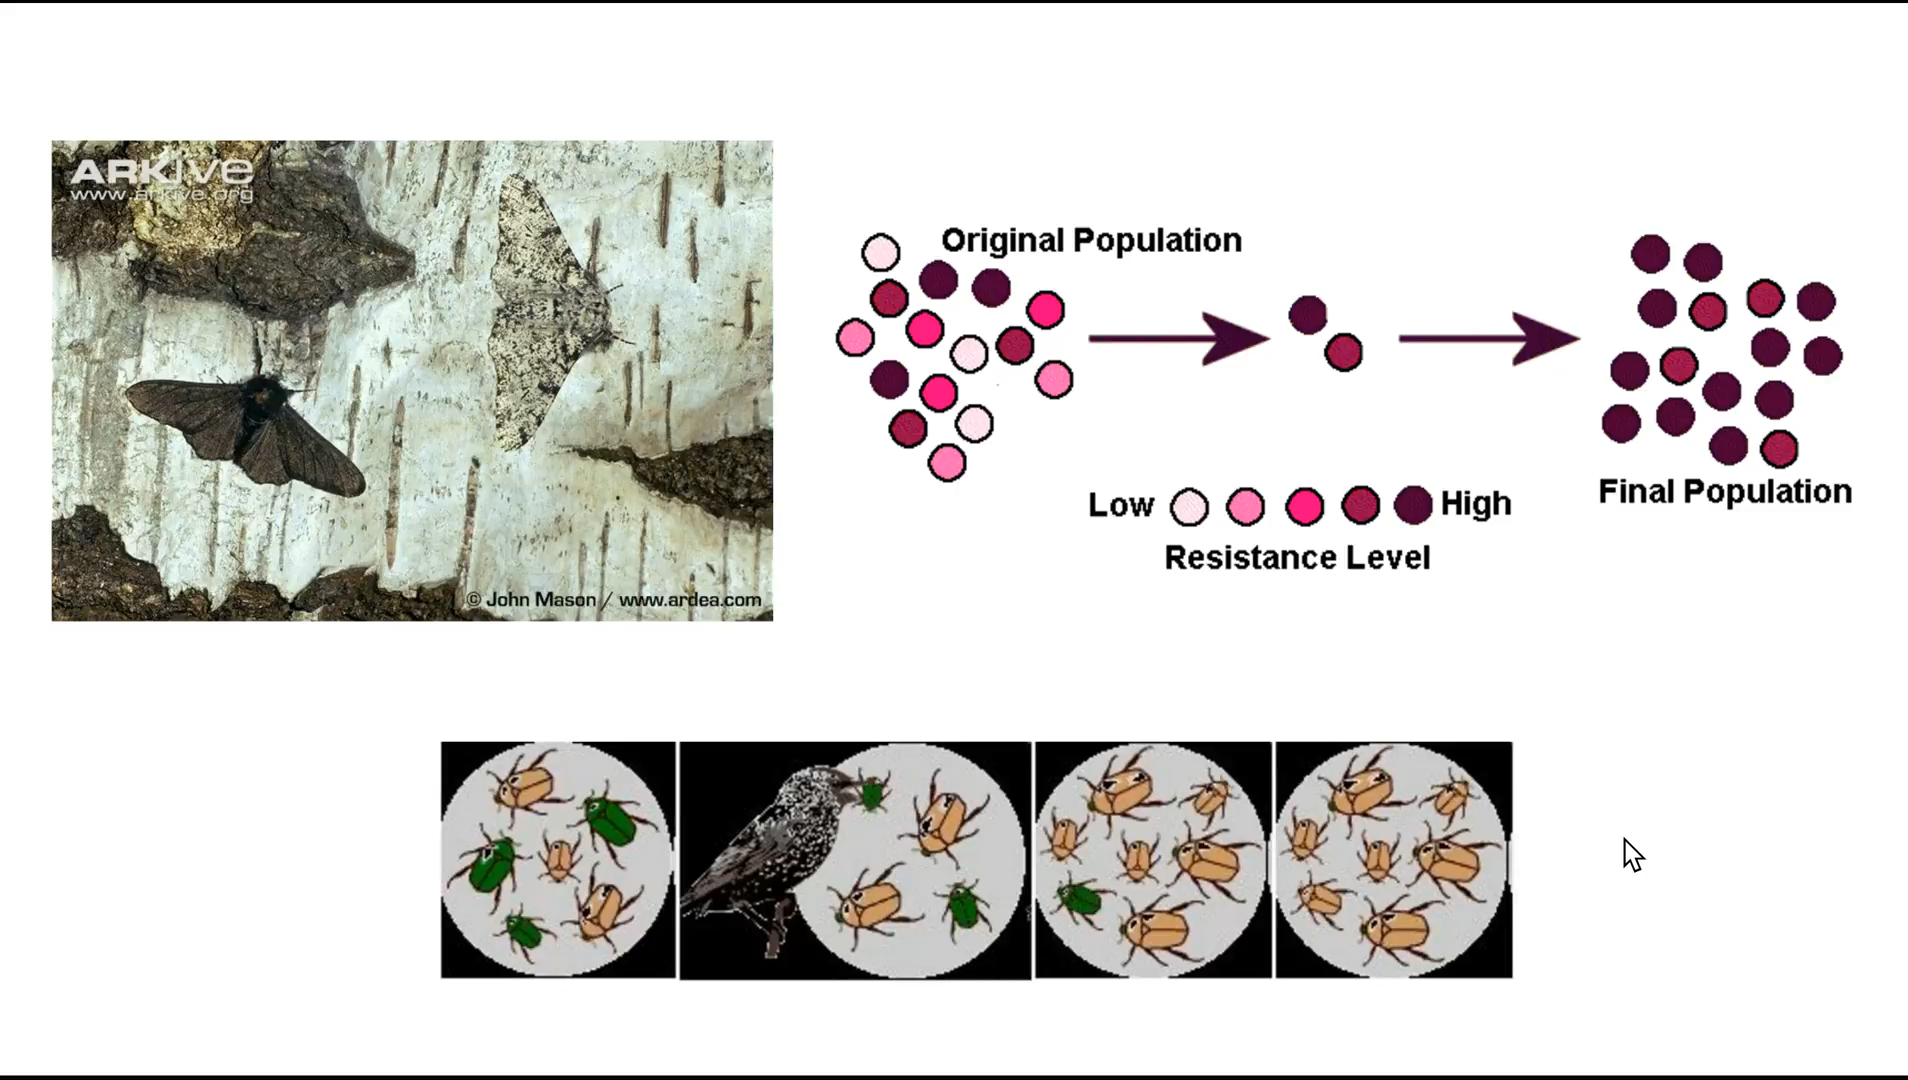 ARKive
www.arkive.org
© John Mason / www.ardea.com
Original Population
Low
High
Resistance Level
Final Population